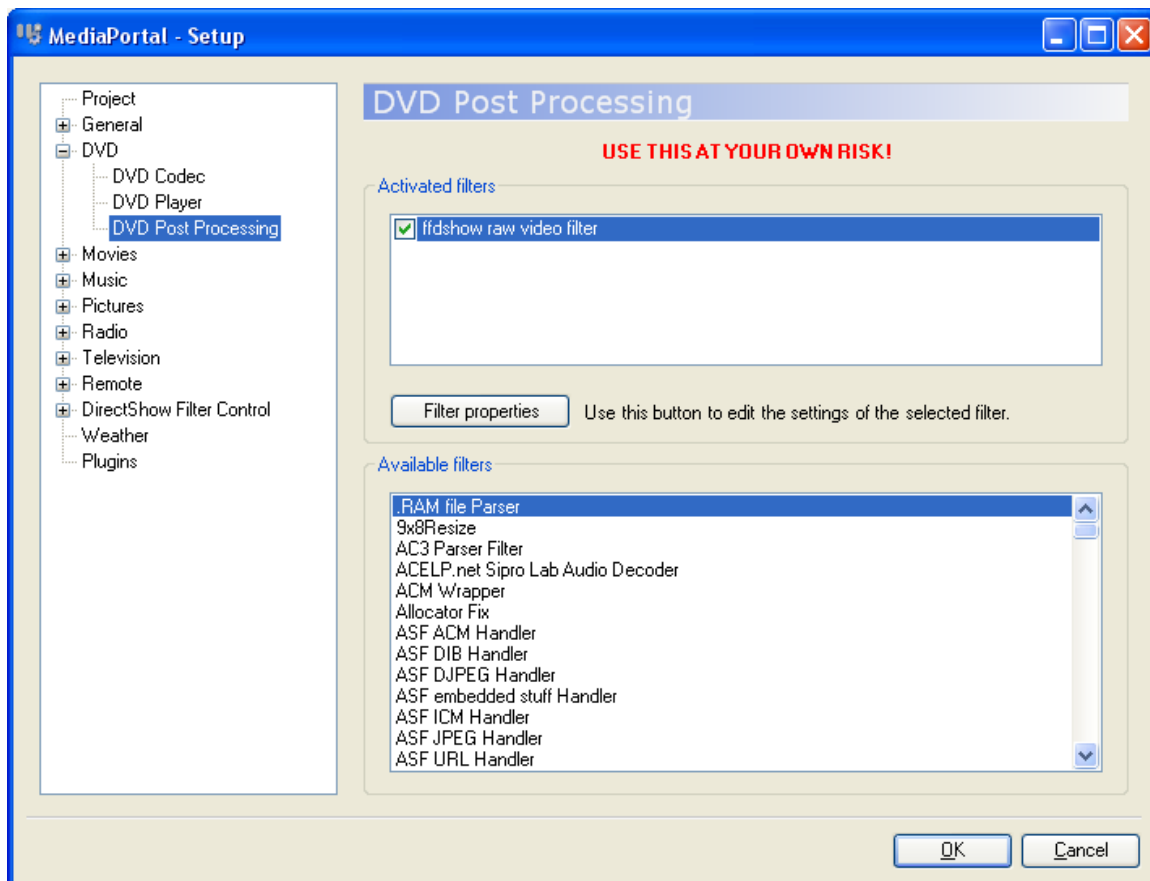 MediaPortal - Setup
Project
General
DVD
DVD Codec
DVD Player
DVD Post Processing
Movies
Music
Pictures
Radio
Television
Remote
DirectShow Filter Control
Weather
Plugins
DVD Post Processing
USE THIS AT YOUR OWN RISK!
Activated filters
ffdshow raw video filter
Filter properties
Use this button to edit the settings of the selected filter.
Available filters
.RAM file Parser
9x8Resize
AC3 Parser Filter
ACELP.net Sipro Lab Audio Decoder
ACM Wrapper
Allocator Fix
ASF ACM Handler
ASF DIB Handler
ASF DJPEG Handler
ASF embedded stuff Handler
ASF ICM Handler
ASF JPEG Handler
ASF URL Handler
OK
Cancel